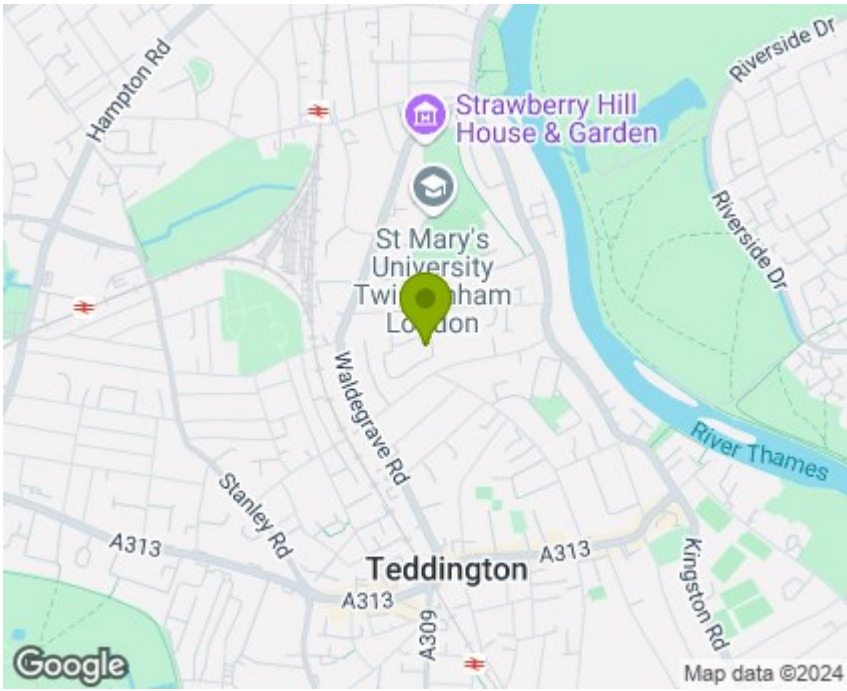 Hampton Rd
Riverside Dr
Strawberry Hill
House & Garden
St Mary's
University
Twickenham
London
Riverside Dr
Waldegrave Rd
River Thames
Stanley Rd
A313
Teddington
A313
A313
Kingston Rd
A309
Google
Map data ©2024